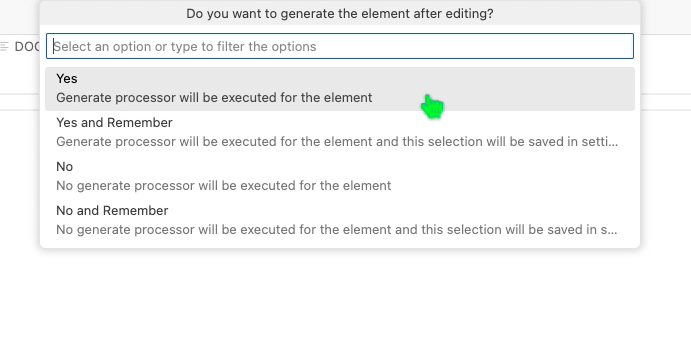 Do you want to generate the element after editing?
DOC
Select an option or type to filter the options
Yes
Generate processor will be executed for the element
Yes and Remember
Generate processor will be executed for the element and this selection will be saved in setti...
No
No generate processor will be executed for the element
No and Remember
No generate processor will be executed for the element and this selection will be saved in s...